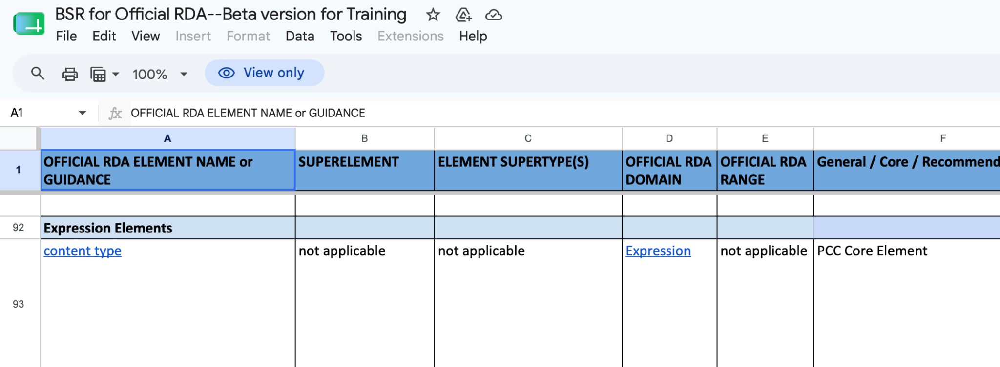 BSR for Official RDA--Beta version for Training
File Edit View Insert Format Data Tools Extensions Help
100% View only
A1 fx OFFICIAL RDA ELEMENT NAME or GUIDANCE
A B C D E F
1 OFFICIAL RDA ELEMENT NAME or GUIDANCE SUPERELEMENT ELEMENT SUPERTYPE(S) OFFICIAL RDA DOMAIN OFFICIAL RDA RANGE General / Core / Recommend
92 Expression Elements
93 content type not applicable not applicable Expression not applicable PCC Core Element